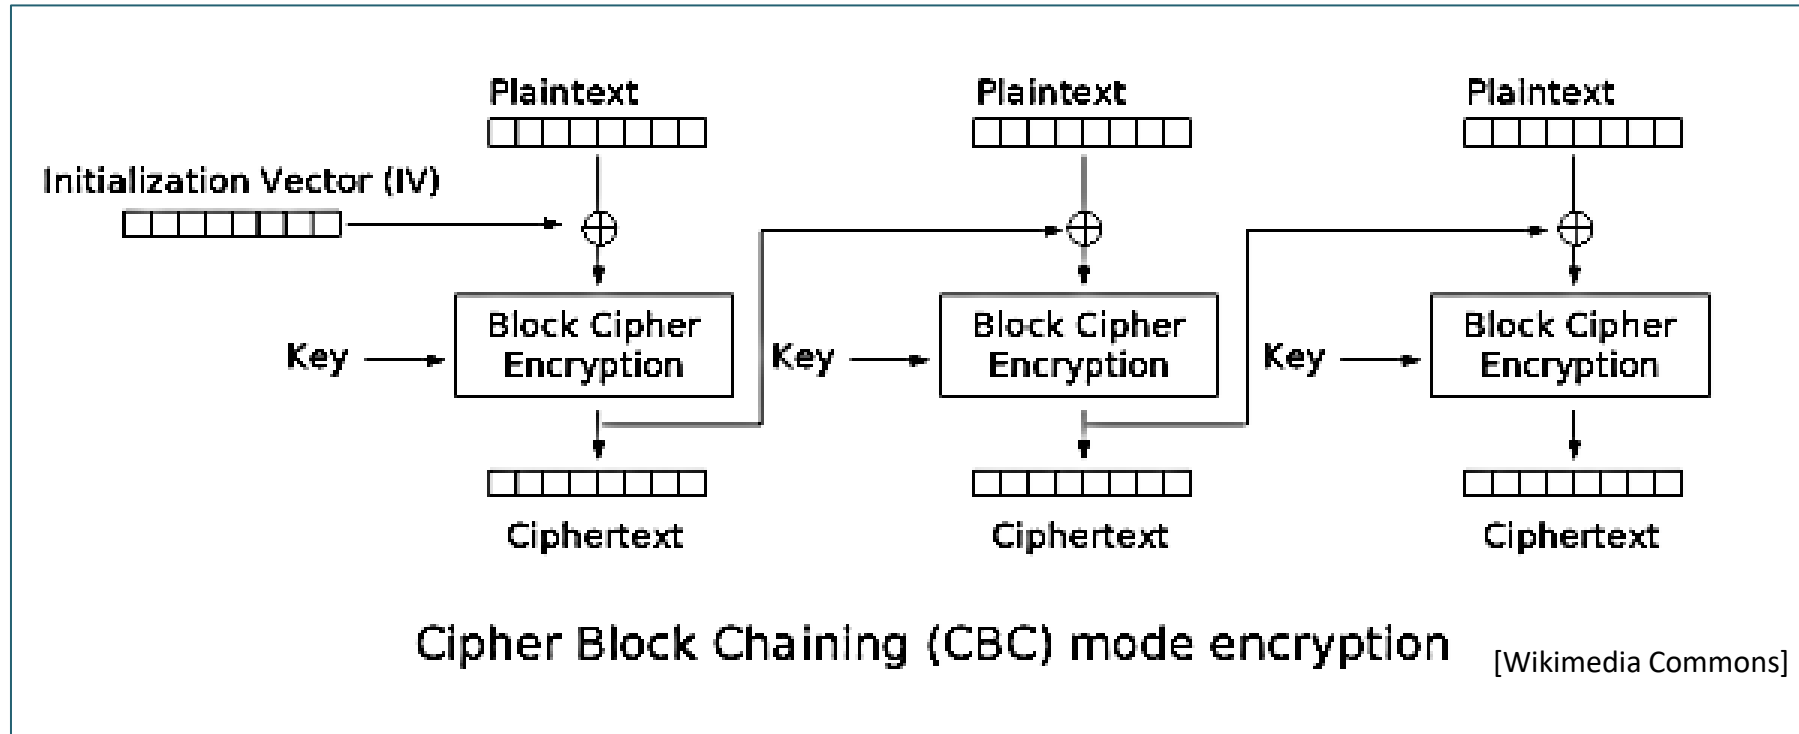 Plaintext
Plaintext
Plaintext
Initialization Vector (IV)
Key
Block Cipher
Encryption
Key
Block Cipher
Encryption
Key
Block Cipher
Encryption
Ciphertext
Ciphertext
Ciphertext
Cipher Block Chaining (CBC) mode encryption
[Wikimedia Commons]